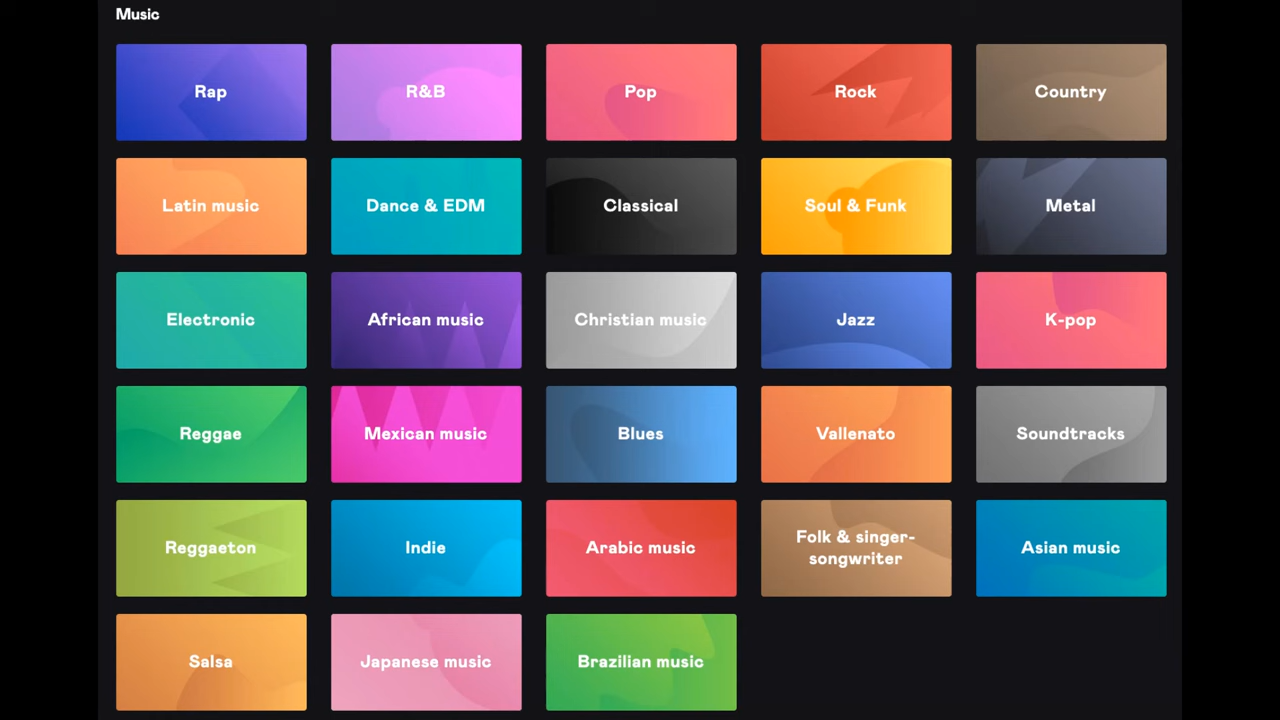 Music
Rap
R&B
Pop
Rock
Country
Latin music
Dance & EDM
Classical
Soul & Funk
Metal
Electronic
African music
Christian music
Jazz
K-pop
Reggae
Mexican music
Blues
Vallenato
Soundtracks
Reggaeton
Indie
Arabic music
Folk & singer-
songwriter
Asian music
Salsa
Japanese music
Brazilian music